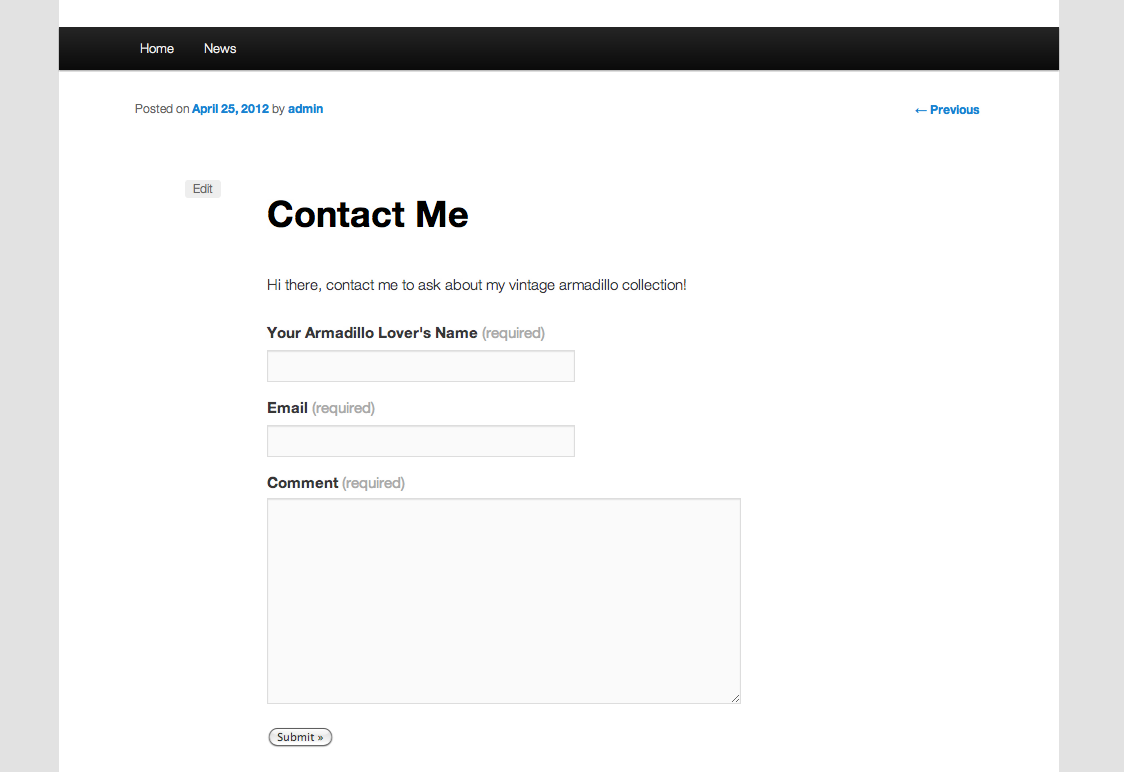 Home News
Posted on April 25, 2012 by admin ← Previous
Edit
Contact Me
Hi there, contact me to ask about my vintage armadillo collection!
Your Armadillo Lover's Name (required)
Email (required)
Comment (required)
Submit »